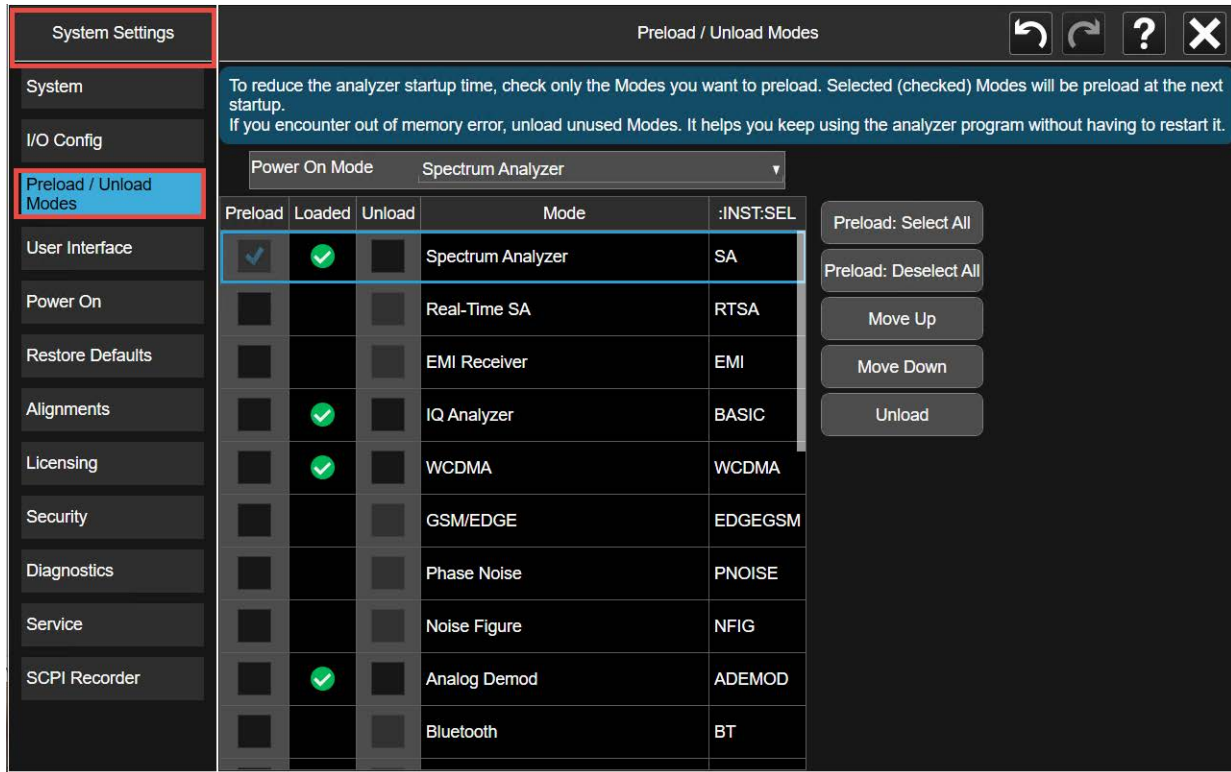 System Settings
Preload / Unload Modes
?
System
I/O Config
Preload / Unload
Modes
User Interface
Power On
Restore Defaults
Alignments
Licensing
Security
Diagnostics
Service
SCPI Recorder
To reduce the analyzer startup time, check only the Modes you want to preload. Selected (checked) Modes will be preload at the next
startup.
If you encounter out of memory error, unload unused Modes. It helps you keep using the analyzer program without having to restart it.
Power On Mode Spectrum Analyzer
Preload Loaded Unload Mode :INST:SEL
Spectrum Analyzer SA
Real-Time SA RTSA
EMI Receiver EMI
IQ Analyzer BASIC
WCDMA WCDMA
GSM/EDGE EDGEGSM
Phase Noise PNOISE
Noise Figure NFIG
Analog Demod ADEMOD
Bluetooth BT
Preload: Select All
Preload: Deselect All
Move Up
Move Down
Unload